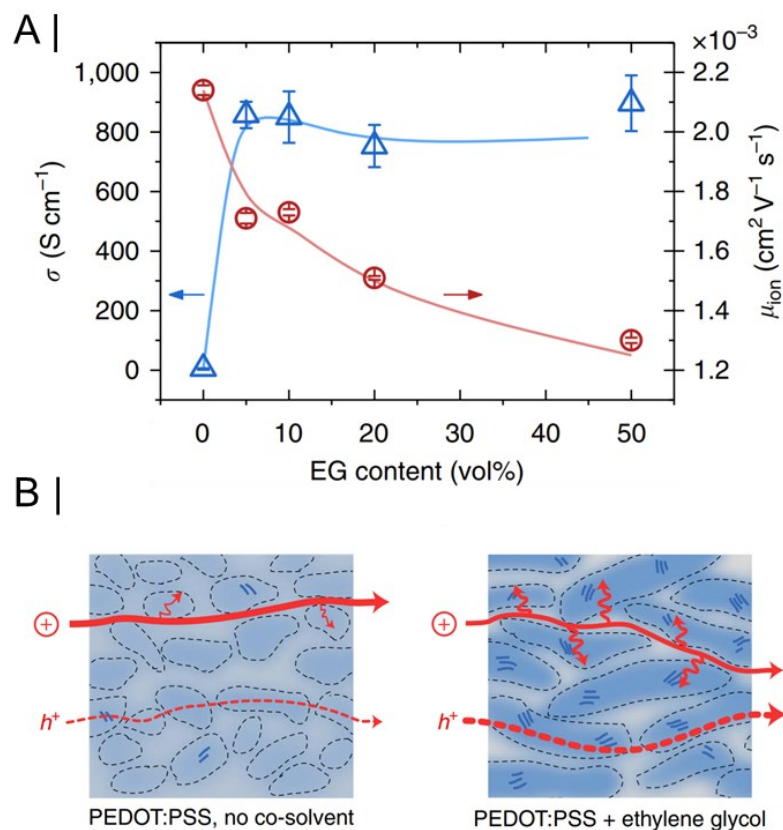 A |
×10⁻³
1,000
800
600
400
200
0
σ (S cm⁻¹)
2.2
2.0
1.8
1.6
1.4
1.2
μion (cm² V⁻¹ s⁻¹)
0 10 20 30 40 50
EG content (vol%)
B |
+
h⁺
+
h⁺
PEDOT:PSS, no co-solvent
PEDOT:PSS + ethylene glycol